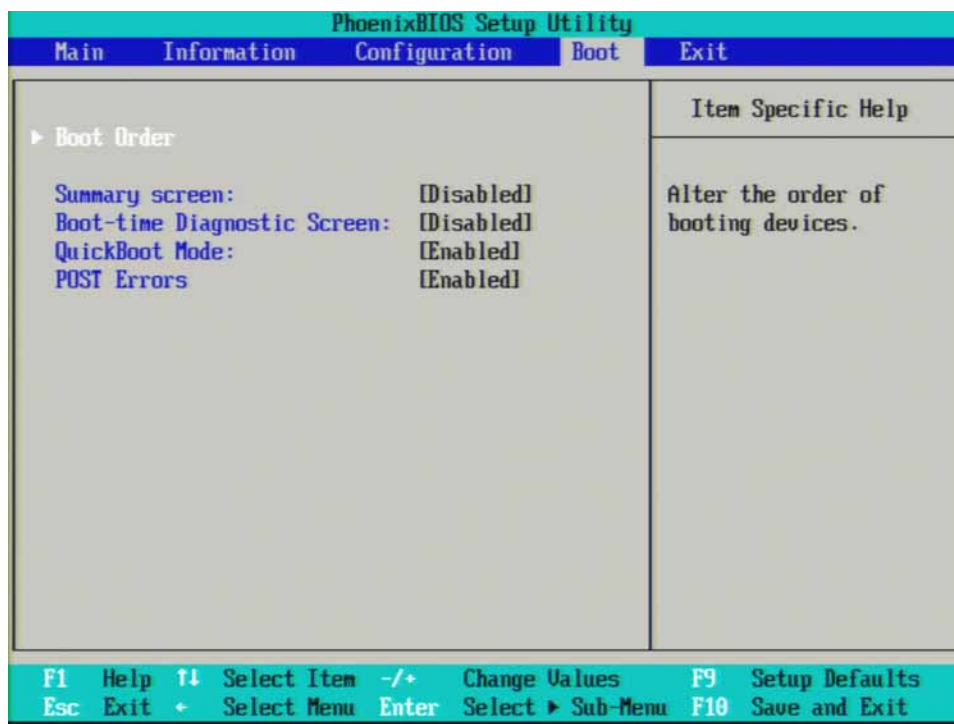 PhoenixBIOS Setup Utility
Main Information Configuration Boot Exit
▶ Boot Order
Summary screen: [Disabled]
Boot-time Diagnostic Screen: [Disabled]
QuickBoot Mode: [Enabled]
POST Errors [Enabled]
Item Specific Help
Alter the order of
booting devices.
F1 Help ↑↓ Select Item -/+ Change Values F9 Setup Defaults
Esc Exit ← Select Menu Enter Select ▶ Sub-Menu F10 Save and Exit